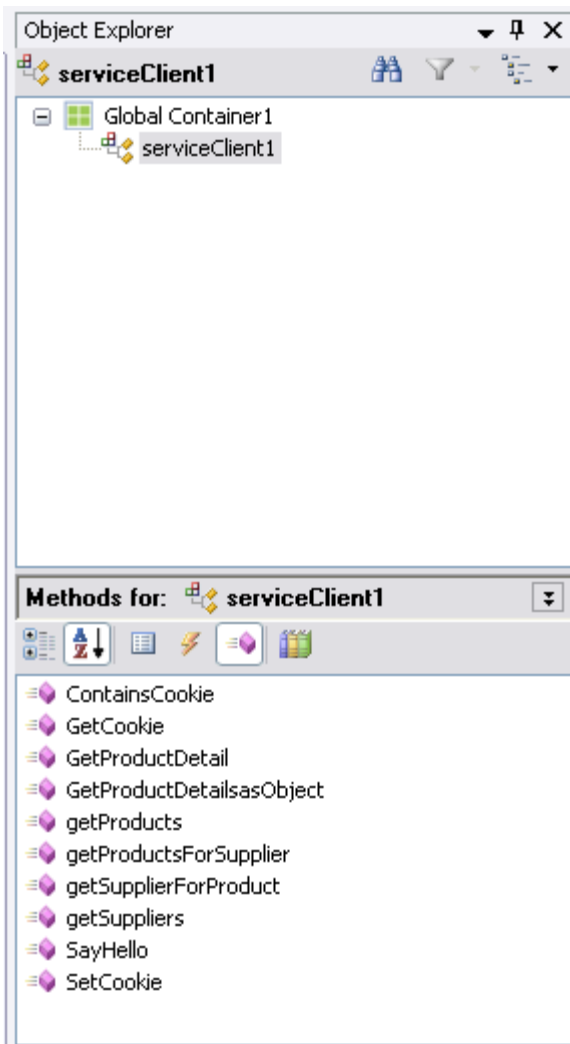 Object Explorer
serviceClient1
Global Container1
serviceClient1
Methods for: serviceClient1
A
Z
ContainsCookie
GetCookie
GetProductDetail
GetProductDetailsasObject
getProducts
getProductsForSupplier
getSupplierForProduct
getSuppliers
SayHello
SetCookie